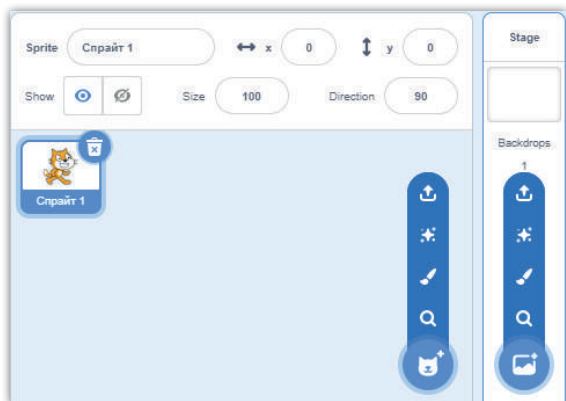 Sprite Спрайт 1 x 0 y 0
Show Size 100 Direction 90
Спрайт 1
Stage
Backdrops
1